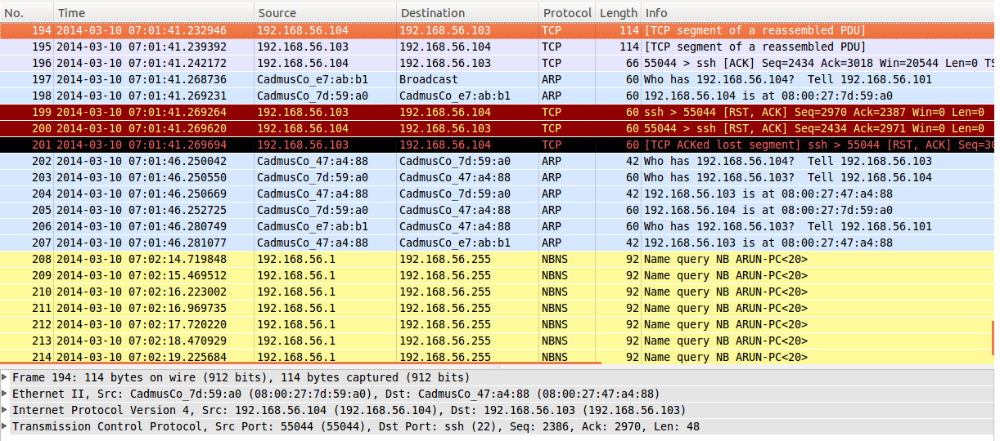 No. Time Source Destination Protocol Length Info
194 2014-03-10 07:01:41.232946 192.168.56.104 192.168.56.103 TCP 114 [TCP segment of a reassembled PDU]
195 2014-03-10 07:01:41.239392 192.168.56.103 192.168.56.104 TCP 114 [TCP segment of a reassembled PDU]
196 2014-03-10 07:01:41.242172 192.168.56.104 192.168.56.103 TCP 66 55044 > ssh [ACK] Seq=2434 Ack=3018 Win=20544 Len=0 TS
197 2014-03-10 07:01:41.268736 CadmusCo_e7:ab:b1 Broadcast ARP 60 Who has 192.168.56.104? Tell 192.168.56.101
198 2014-03-10 07:01:41.269231 CadmusCo_7d:59:a0 CadmusCo_e7:ab:b1 ARP 60 192.168.56.104 is at 08:00:27:7d:59:a0
199 2014-03-10 07:01:41.269264 192.168.56.103 192.168.56.104 TCP 60 ssh > 55044 [RST, ACK] Seq=2970 Ack=2387 Win=0 Len=0
200 2014-03-10 07:01:41.269620 192.168.56.104 192.168.56.103 TCP 60 55044 > ssh [RST, ACK] Seq=2434 Ack=2971 Win=0 Len=0
201 2014-03-10 07:01:41.269694 192.168.56.103 192.168.56.104 TCP 60 [TCP ACKed lost segment] ssh > 55044 [RST, ACK] Seq=30
202 2014-03-10 07:01:46.250042 CadmusCo_47:a4:88 CadmusCo_7d:59:a0 ARP 42 Who has 192.168.56.104? Tell 192.168.56.103
203 2014-03-10 07:01:46.250550 CadmusCo_7d:59:a0 CadmusCo_47:a4:88 ARP 60 Who has 192.168.56.103? Tell 192.168.56.104
204 2014-03-10 07:01:46.250669 CadmusCo_47:a4:88 CadmusCo_7d:59:a0 ARP 42 192.168.56.103 is at 08:00:27:47:a4:88
205 2014-03-10 07:01:46.252725 CadmusCo_7d:59:a0 CadmusCo_47:a4:88 ARP 60 192.168.56.104 is at 08:00:27:7d:59:a0
206 2014-03-10 07:01:46.280749 CadmusCo_e7:ab:b1 CadmusCo_47:a4:88 ARP 60 Who has 192.168.56.103? Tell 192.168.56.101
207 2014-03-10 07:01:46.281077 CadmusCo_47:a4:88 CadmusCo_e7:ab:b1 ARP 42 192.168.56.103 is at 08:00:27:47:a4:88
208 2014-03-10 07:02:14.719848 192.168.56.1 192.168.56.255 NBNS 92 Name query NB ARUN-PC<20>
209 2014-03-10 07:02:15.469512 192.168.56.1 192.168.56.255 NBNS 92 Name query NB ARUN-PC<20>
210 2014-03-10 07:02:16.223002 192.168.56.1 192.168.56.255 NBNS 92 Name query NB ARUN-PC<20>
211 2014-03-10 07:02:16.969735 192.168.56.1 192.168.56.255 NBNS 92 Name query NB ARUN-PC<20>
212 2014-03-10 07:02:17.720220 192.168.56.1 192.168.56.255 NBNS 92 Name query NB ARUN-PC<20>
213 2014-03-10 07:02:18.470929 192.168.56.1 192.168.56.255 NBNS 92 Name query NB ARUN-PC<20>
214 2014-03-10 07:02:19.225684 192.168.56.1 192.168.56.255 NBNS 92 Name query NB ARUN-PC<20>
Frame 194: 114 bytes on wire (912 bits), 114 bytes captured (912 bits)
Ethernet II, Src: CadmusCo_7d:59:a0 (08:00:27:7d:59:a0), Dst: CadmusCo_47:a4:88 (08:00:27:47:a4:88)
Internet Protocol Version 4, Src: 192.168.56.104 (192.168.56.104), Dst: 192.168.56.103 (192.168.56.103)
Transmission Control Protocol, Src Port: 55044 (55044), Dst Port: ssh (22), Seq: 2386, Ack: 2970, Len: 48